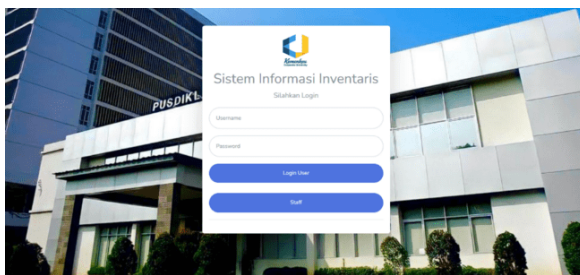 PUSDIKL
Sistem Informasi Inventaris
Silahkan Login
Username
Password
Login User
Staff